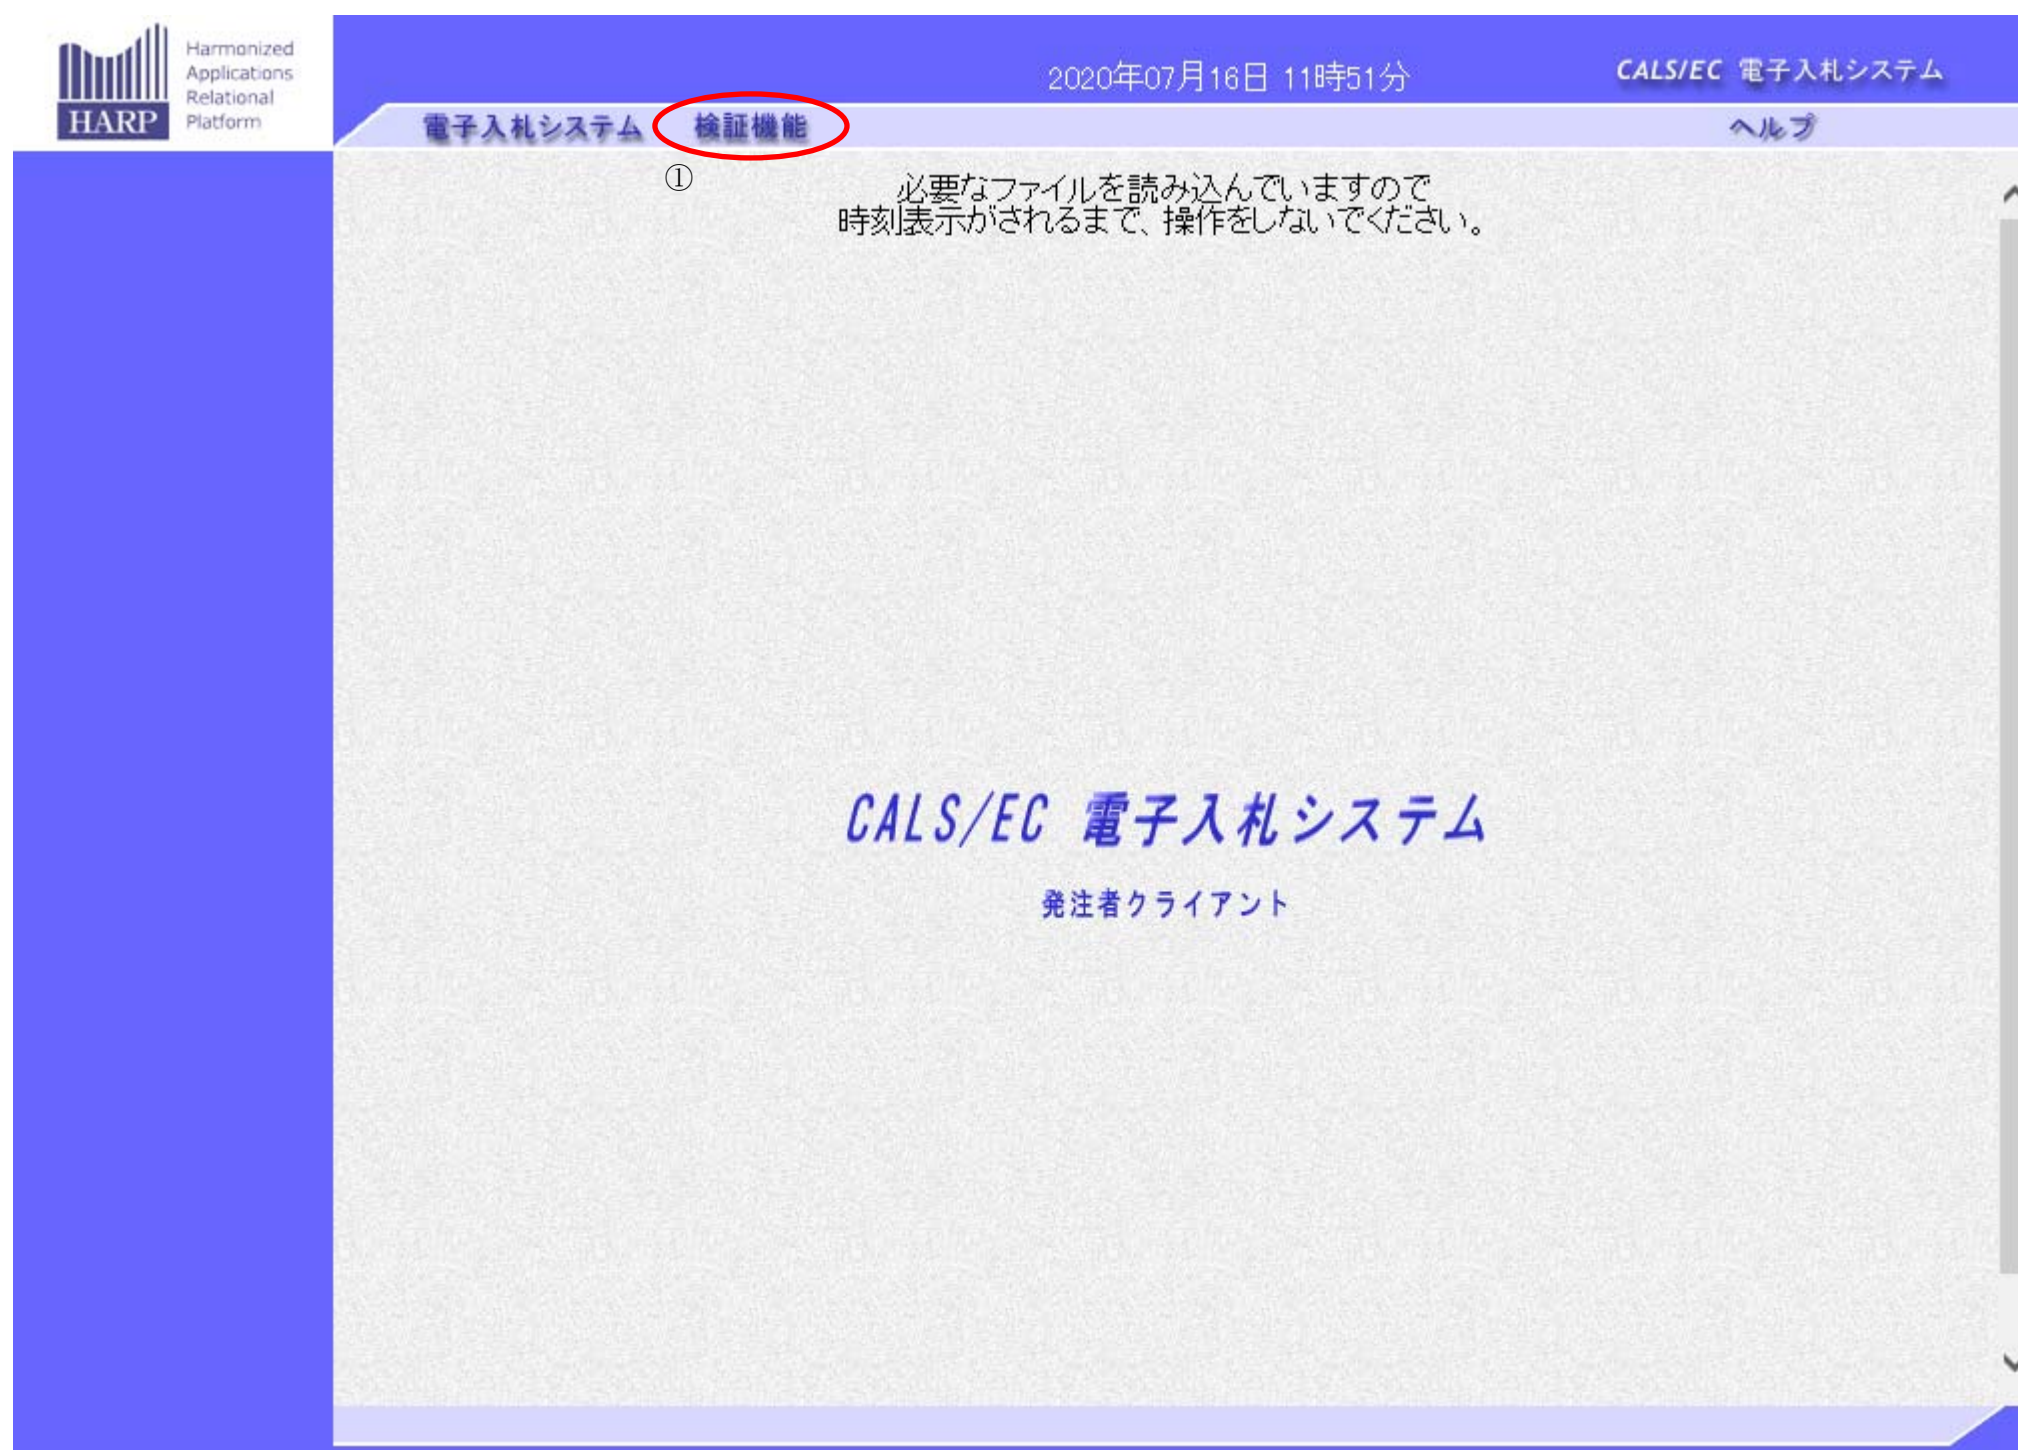 Harmonized
Applications
Relational
Platform
HARP
2020年07月16日 11時51分
CALS/EC 電子入札システム
電子入札システム 検証機能 ヘルプ
①
必要なファイルを読み込んでいますので
時刻表示がされるまで、操作をしないでください。
CALS/EC 電子入札システム
発注者クライアント